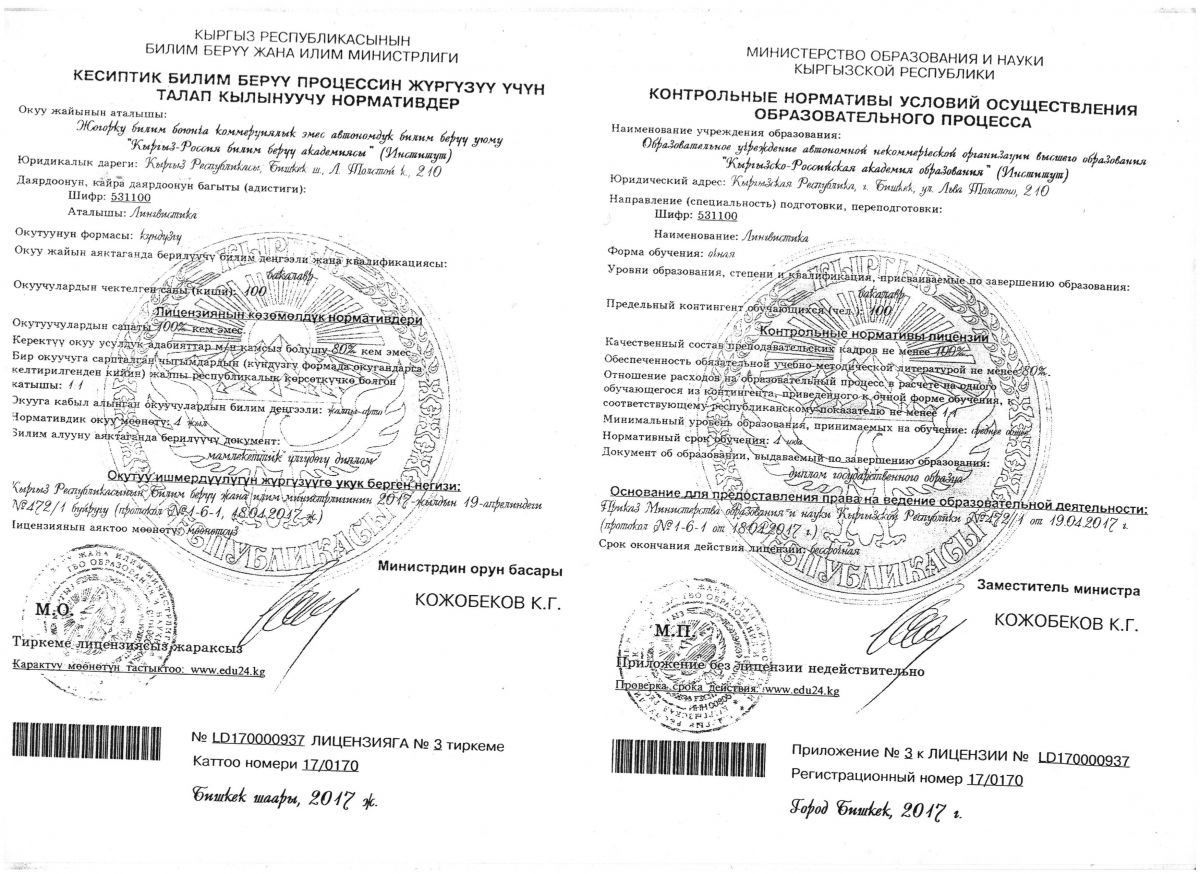 КЫРГЫЗ РЕСПУБЛИКАСЫНЫН
БИЛИМ БЕРҮҮ ЖАНА ИЛИМ МИНИСТРЛИГИ
КЕСИПТИК БИЛИМ БЕРҮҮ ПРОЦЕССИН ЖҮРГҮЗҮҮ ҮЧҮН
ТАЛАП КЫЛЫНУУЧУ НОРМАТИВДЕР
Окуу жайынын аталышы:
Жогорку билим боюнча коммерциялык эмес автономдук билим берүү уюму
"Кыргыз-Россия билим берүү академиясы" (Институт)
Юридикалык дареги: Кыргыз Республикасы, Бишкек ш., Л. Толстой к., 210
Даярдоонун, кайра даярдоонун багыты (адистиги):
Шифр: 531100
Аталышы: Лингвистика
Окутуунун формасы: күндүзгү
Окуу жайын аяктаганда берилүүчү билим деңгээли жана квалификациясы:
бакалавр
Окуучулардын чектелген саны (киши): 100
Лицензиянын көзөмөлдүк нормативдери
Окутуучулардын сапаты 100% кем эмес
Керектүү окуу усулдук адабияттар м/н камсыз болушу 80% кем эмес
Бир окуучуга сарпталган чыгымдардын (күндүзгү формада окугандарга
келтирилгенден кийин) жалпы республикалык көрсөткүчкө болгон
катышы: 1.1
Окууга кабыл алынган окуучулардын билим деңгээли: жалпы орто
Нормативдик окуу мөөнөтү: 4 жыл
Билим алууну аяктаганда берилүүчү документ:
мамлекеттик үлгүдөгү диплом
Окутуу ишмердүүлүгүн жүргүзүүгө укук берген негизи:
Кыргыз Республикасынын Билим берүү жана илим министрлигинин 2017-жылдын 19-апрелиндеги
№472/1 буйругу (протокол №1-6-1, 18.04.2017 ж.)
Лицензиянын аяктоо мөөнөтү: мөөнөтсүз
Министрдин орун басары
КОЖОБЕКОВ К.Г.
М.О.
Тиркеме лицензиясыз жараксыз
Карактуу мөөнөтүн тастыктоо: www.edu24.kg
№ LD170000937 ЛИЦЕНЗИЯГА № 3 тиркеме
Каттоо номери 17/0170
Бишкек шаары, 2017 ж.
МИНИСТЕРСТВО ОБРАЗОВАНИЯ И НАУКИ
КЫРГЫЗСКОЙ РЕСПУБЛИКИ
КОНТРОЛЬНЫЕ НОРМАТИВЫ УСЛОВИЙ ОСУЩЕСТВЛЕНИЯ
ОБРАЗОВАТЕЛЬНОГО ПРОЦЕССА
Наименование учреждения образования:
Образовательное учреждение автономной некоммерческой организации высшего образования
"Кыргызско-Российская академия образования" (Институт)
Юридический адрес: Кыргызская Республика, г. Бишкек, ул. Льва Толстого, 210
Направление (специальность) подготовки, переподготовки:
Шифр: 531100
Наименование: Лингвистика
Форма обучения: очная
Уровни образования, степени и квалификация, присваиваемые по завершению образования:
бакалавр
Предельный контингент обучающихся (чел.): 100
Контрольные нормативы лицензии
Качественный состав преподавательских кадров не менее 100%.
Обеспеченность обязательной учебно-методической литературой не менее 80%.
Отношение расходов на образовательный процесс в расчете на одного
обучающегося из контингента, приведенного к очной форме обучения,
соответствующему республиканскому показателю не менее 1,1
Минимальный уровень образования, принимаемых на обучение: среднее общее
Нормативный срок обучения: 4 года
Документ об образовании, выдаваемый по завершению образования:
диплом государственного образца
Основание для предоставления права на ведение образовательной деятельности:
Приказ Министерства образования и науки Кыргызской Республики №472/1 от 19.04.2017 г.
(протокол №1-6-1 от 18.04.2017 г.)
Срок окончания действия лицензии: бессрочная
Заместитель министра
КОЖОБЕКОВ К.Г.
М.П.
Приложение без лицензии недействительно
Проверка срока действия: www.edu24.kg
Приложение № 3 к ЛИЦЕНЗИИ № LD170000937
Регистрационный номер 17/0170
Город Бишкек, 2017 г.